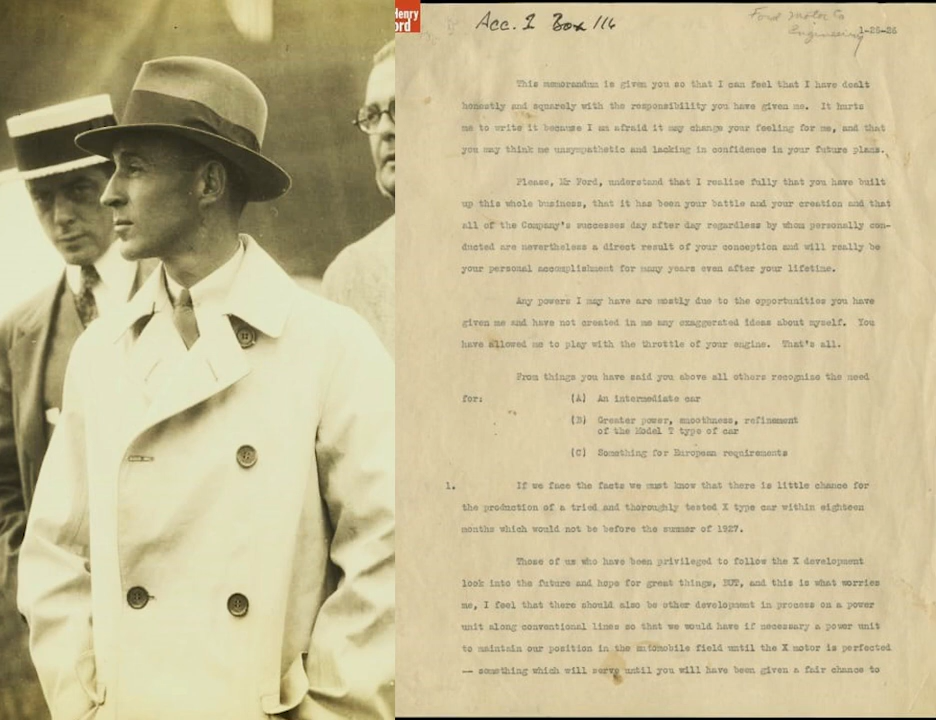 Henry
ord
Acc. 1 Box 116
Ford Motor Co
Engineering
1-26-26
This memorandum is given you so that I can feel that I have dealt
honestly and squarely with the responsibility you have given me. It hurts
me to write it because I am afraid it may change your feeling for me, and that
you may think me unsympathetic and lacking in confidence in your future plans.
Please, Mr Ford, understand that I realize fully that you have built
up this whole business, that it has been your battle and your creation and that
all of the Company's successes day after day regardless by whom personally con-
ducted are nevertheless a direct result of your conception and will really be
your personal accomplishment for many years even after your lifetime.
Any powers I may have are mostly due to the opportunities you have
given me and have not created in me any exaggerated ideas about myself. You
have allowed me to play with the throttle of your engine. That's all.
From things you have said you above all others recognize the need
for: (A) An intermediate car
(B) Greater power, smoothness, refinement
of the Model T type of car
(C) Something for European requirements
1. If we face the facts we must know that there is little chance for
the production of a tried and thoroughly tested X type car within eighteen
months which would not be before the summer of 1927.
Those of us who have been privileged to follow the X development
look into the future and hope for great things, BUT, and this is what worries
me, I feel that there should also be other development in process on a power
unit along conventional lines so that we would have if necessary a power unit
to maintain our position in the automobile field until the X motor is perfected
-- something which will serve until you will have been given a fair chance to